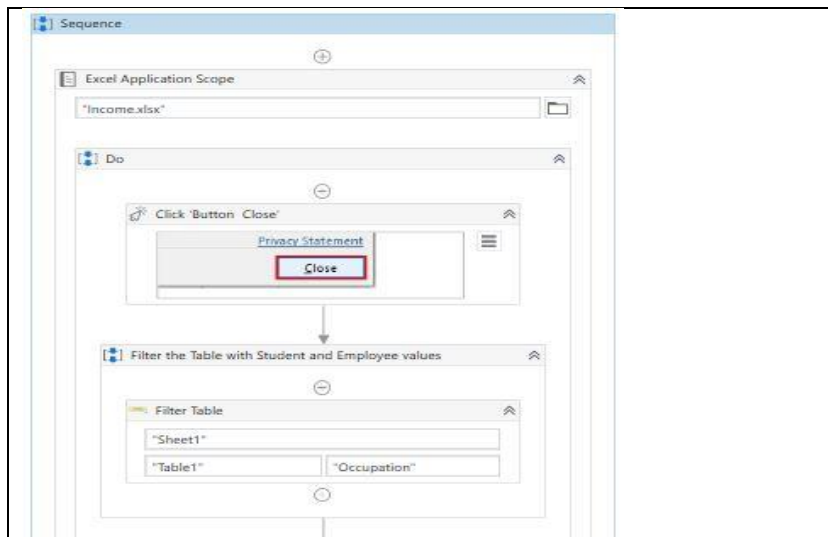 Sequence
Excel Application Scope
"Income.xlsx"
Do
Click 'Button Close'
Privacy Statement
Close
Filter the Table with Student and Employee values
Filter Table
"Sheet1"
"Table1" "Occupation"